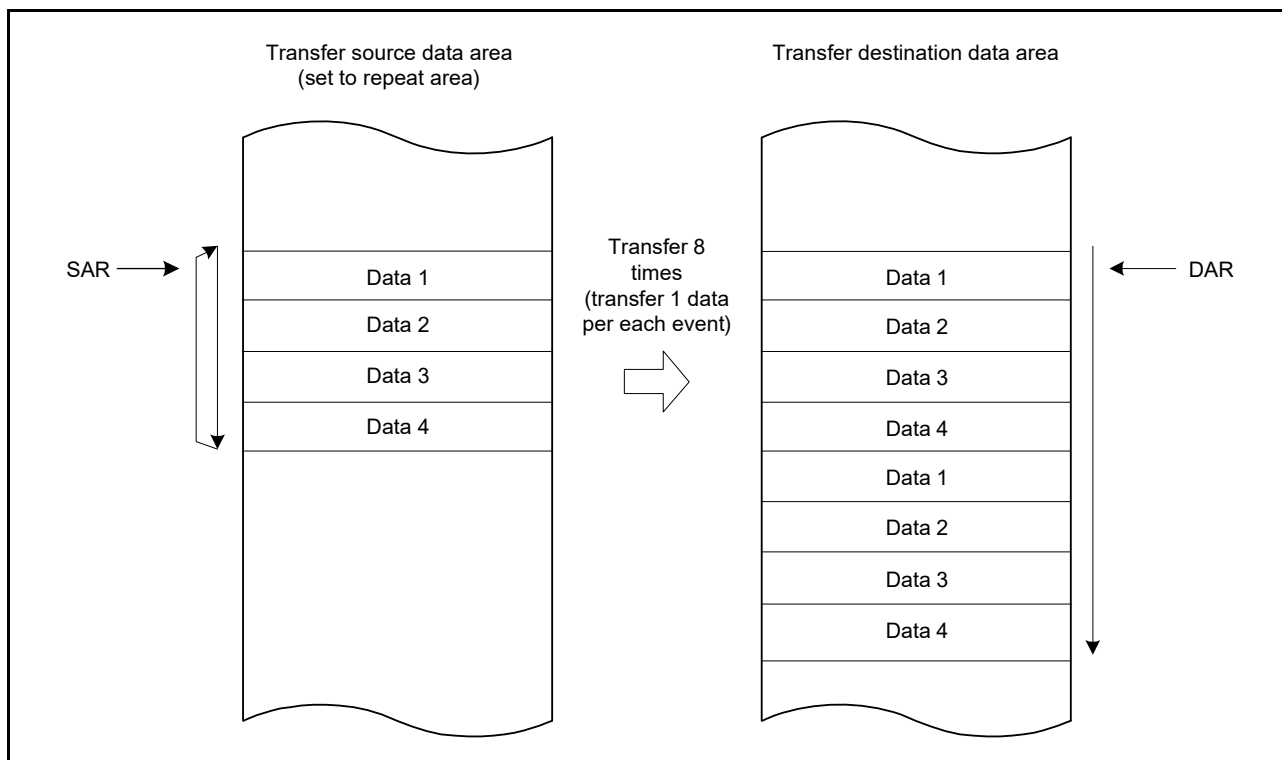 Transfer source data area
(set to repeat area)
Transfer destination data area
SAR
Data 1
Data 2
Data 3
Data 4
Transfer 8
times
(transfer 1 data
per each event)
Data 1
Data 2
Data 3
Data 4
Data 1
Data 2
Data 3
Data 4
DAR